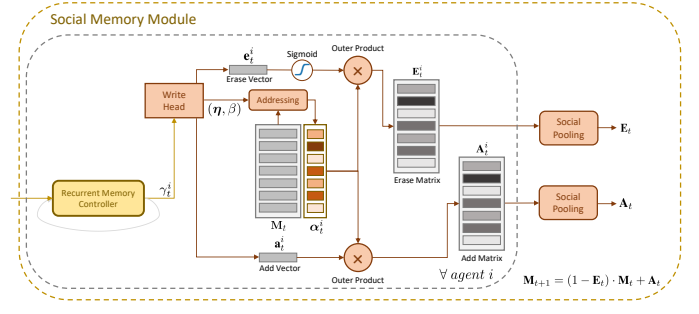 Social Memory Module
Outer Product
Sigmoid
e_t^i
Erase Vector
E_t^i
Write
Head
(η, β)
Addressing
Social
Pooling
E_t
Erase Matrix
A_t^i
Recurrent Memory
Controller
γ_t^i
Social
Pooling
A_t
M_t
α_t^i
a_t^i
Add Vector
Add Matrix
Outer Product
∀ agent i
M_{t+1} = (1 − E_t) · M_t + A_t